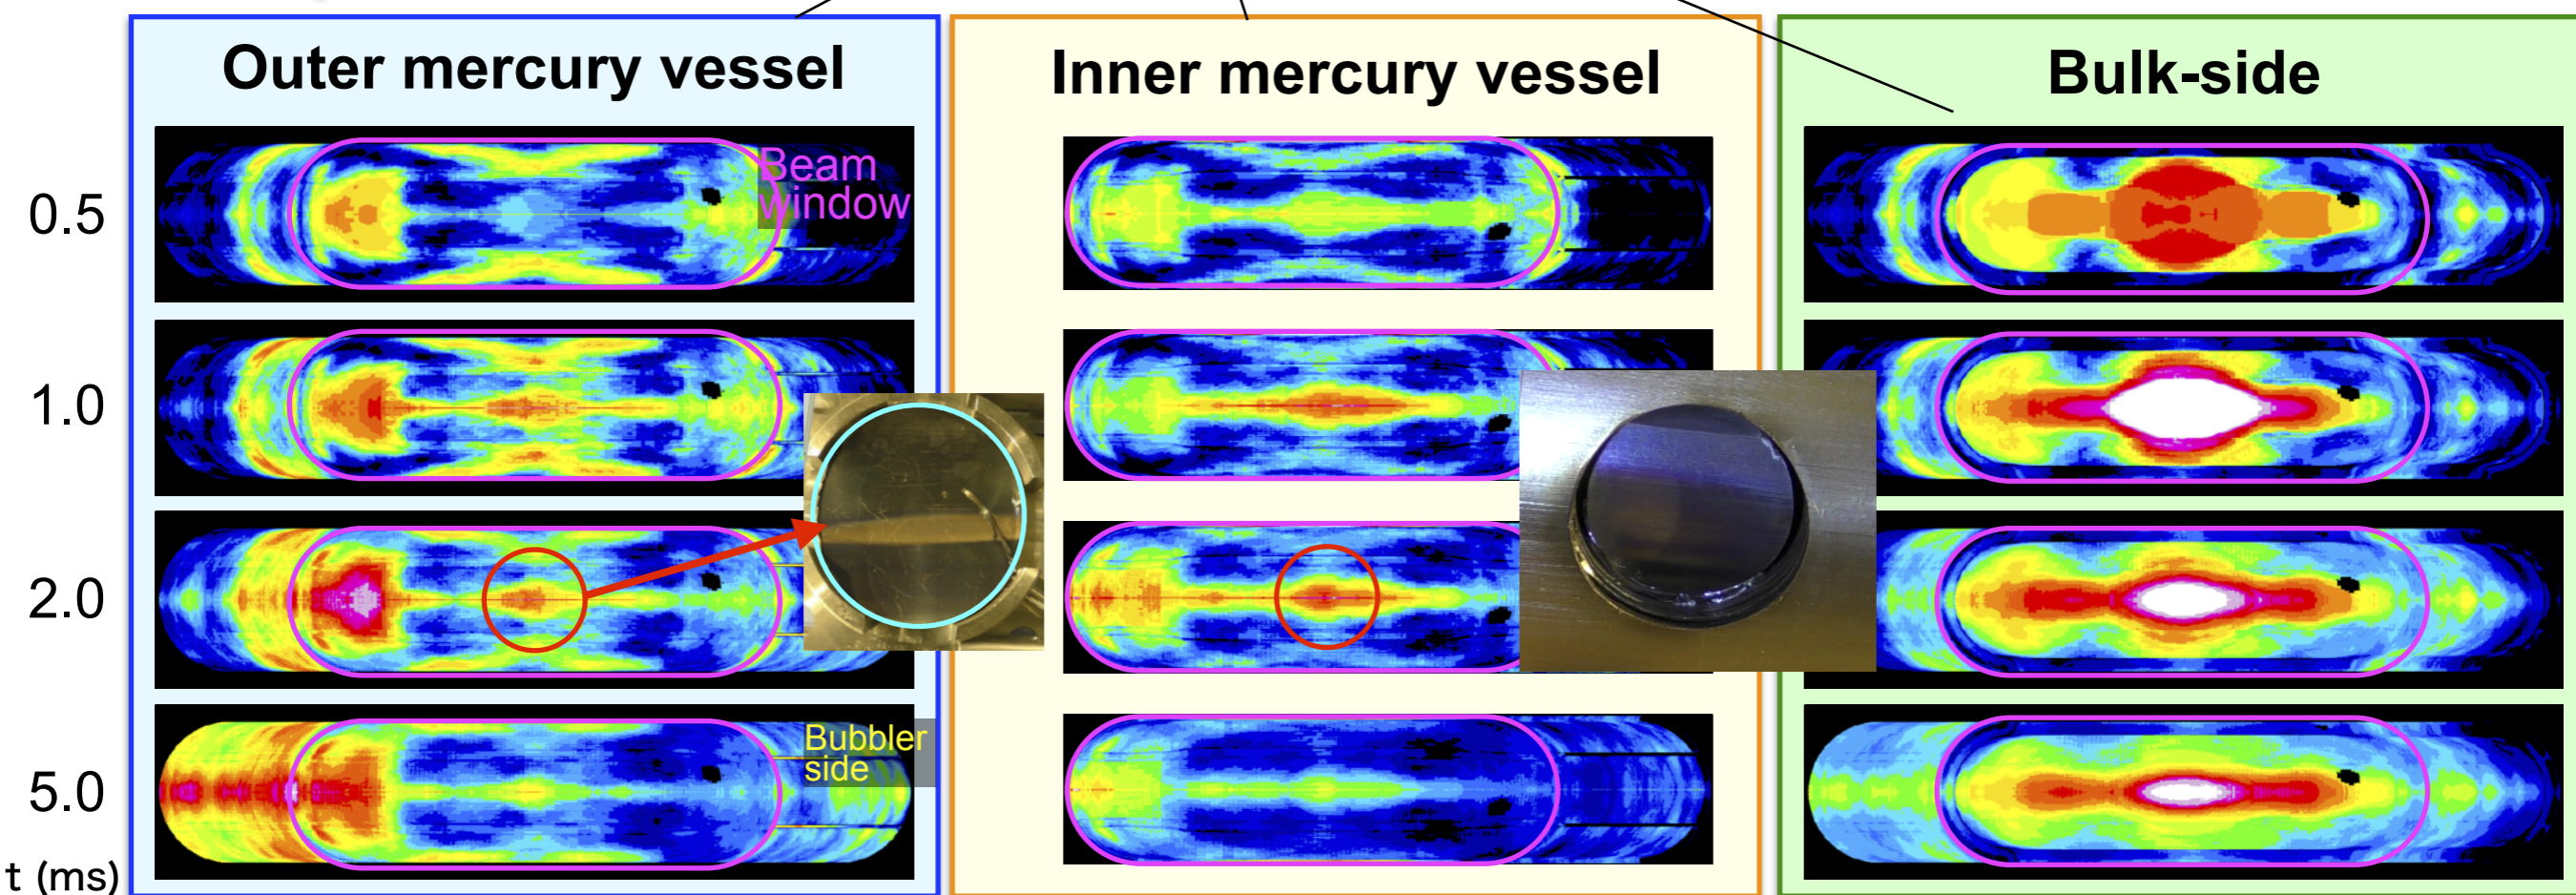 Outer mercury vessel
Inner mercury vessel
Bulk-side
Beam
window
0.5
1.0
2.0
Bubbler
side
5.0
t (ms)